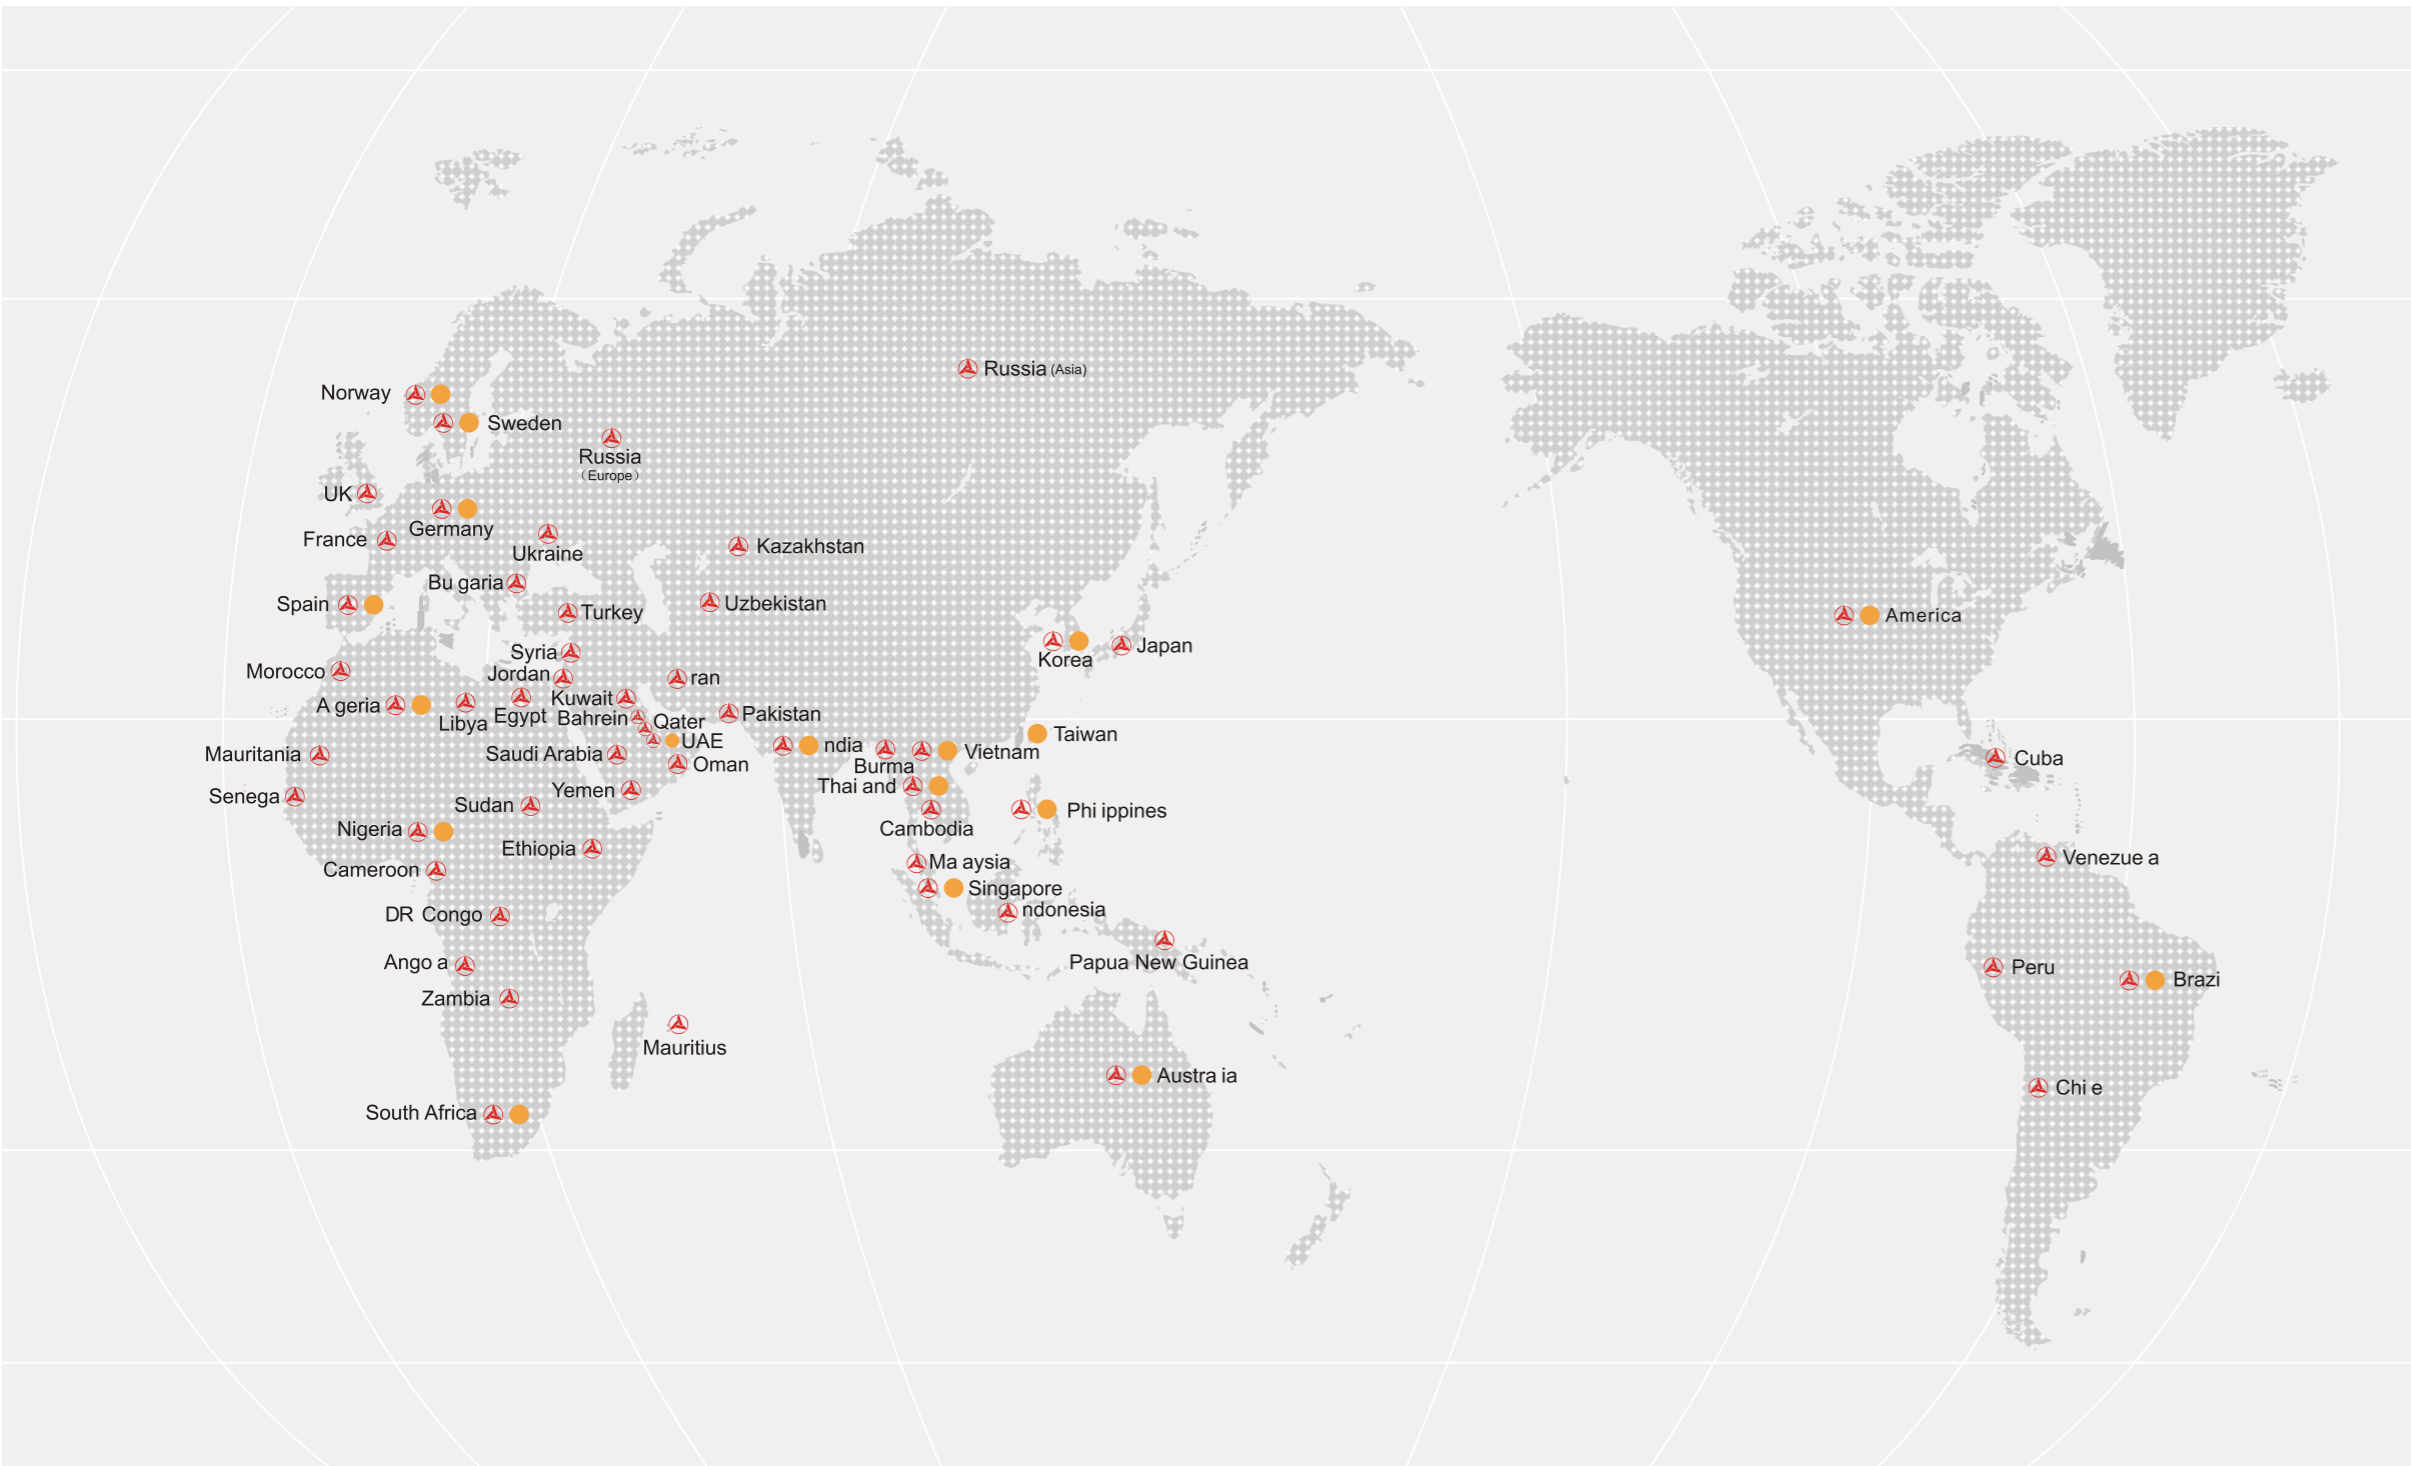 Russia (Asia)
Norway
Sweden
Russia
(Europe)
UK
Germany
France
Ukraine
Kazakhstan
Bu garia
Spain
Turkey
Uzbekistan
America
Korea
Japan
Syria
Morocco
Jordan
ran
Kuwait
A geria
Libya
Egypt
Bahrein
Qater
Pakistan
Taiwan
UAE
ndia
Vietnam
Mauritania
Saudi Arabia
Oman
Burma
Cuba
Thai and
Yemen
Senega
Sudan
Phi ippines
Nigeria
Cambodia
Ethiopia
Ma aysia
Venezue a
Cameroon
Singapore
ndonesia
DR Congo
Ango a
Papua New Guinea
Peru
Brazi
Zambia
Mauritius
Austra ia
Chi e
South Africa